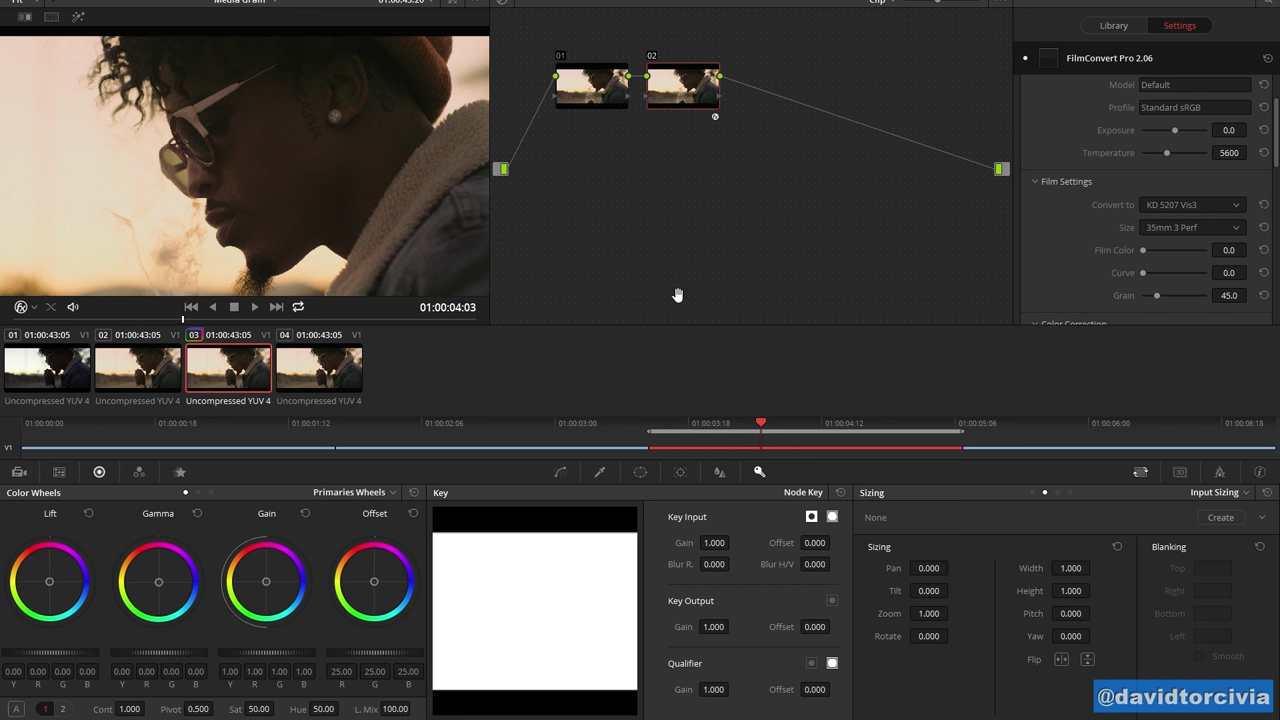 Fit
Media Grain
01:00:43:20
Clip
Library
Settings
FilmConvert Pro 2.06
Model
Default
Profile
Standard sRGB
Exposure
0.0
Temperature
5600
Film Settings
Convert to
KD 5207 Vis3
Size
35mm 3 Perf
Film Color
0.0
Curve
0.0
Grain
45.0
Color Correction
01
02
01:00:04:03
01 01:00:43:05 V1
02 01:00:43:05 V1
03 01:00:43:05 V1
04 01:00:43:05 V1
Uncompressed YUV 4
Uncompressed YUV 4
Uncompressed YUV 4
Uncompressed YUV 4
01:00:00:00
01:00:00:18
01:00:01:12
01:00:02:06
01:00:03:00
01:00:03:18
01:00:04:12
01:00:05:06
01:00:06:00
01:00:06:18
V1
3D
Color Wheels
Primaries Wheels
Lift
Gamma
Gain
Offset
0.00 0.00 0.00 0.00
0.00 0.00 0.00 0.00
1.00 1.00 1.00 1.00
25.00 25.00 25.00
Y R G B
Y R G B
Y R G B
R G B
A
1
2
Cont 1.000
Pivot 0.500
Sat 50.00
Hue 50.00
L. Mix 100.00
Key
Node Key
Key Input
Gain 1.000 Offset 0.000
Blur R. 0.000 Blur H/V 0.000
Key Output
Gain 1.000 Offset 0.000
Qualifier
Gain 1.000 Offset 0.000
Sizing
Input Sizing
None
Create
Sizing
Blanking
Pan 0.000 Width 1.000
Tilt 0.000 Height 1.000
Zoom 1.000 Pitch 0.000
Rotate 0.000 Yaw 0.000
Flip
Top
Right
Bottom
Left
Smooth
@davidtorcivia